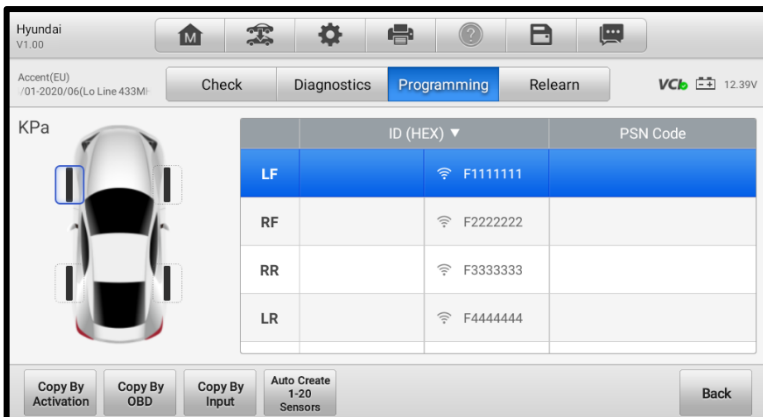 Hyundai
V1.00
M
Accent(EU)
/01-2020/06(Lo Line 433MH
Check
Diagnostics
Programming
Relearn
VCI
12.39V
KPa
ID (HEX) ▼
PSN Code
LF
F1111111
RF
F2222222
RR
F3333333
LR
F4444444
Copy By
Activation
Copy By
OBD
Copy By
Input
Auto Create
1-20
Sensors
Back